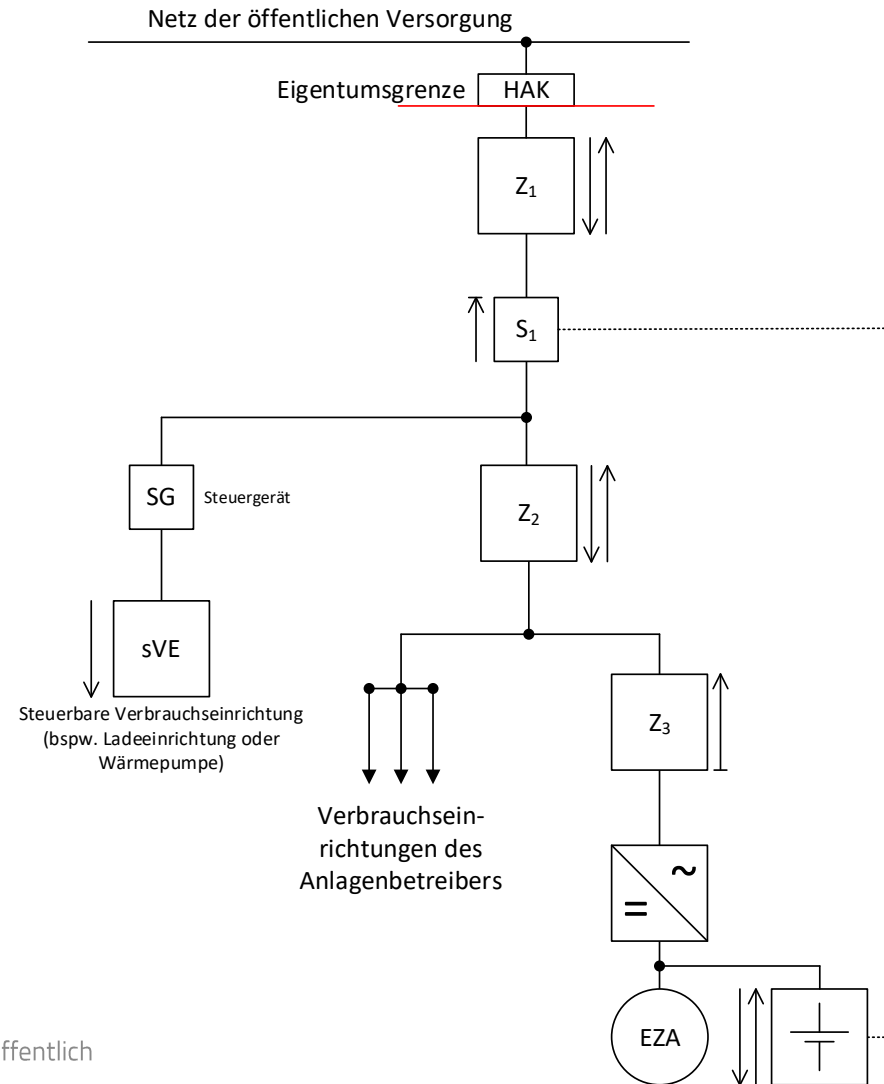 Netz der öffentlichen Versorgung
Eigentumsgrenze
HAK
Z₁
S₁
SG
Steuergerät
Z₂
sVE
Steuerbare Verbrauchseinrichtung
(bspw. Ladeeinrichtung oder
Wärmepumpe)
Z₃
Verbrauchsein-
richtungen des
Anlagenbetreibers
~
=
EZA
ffentlich